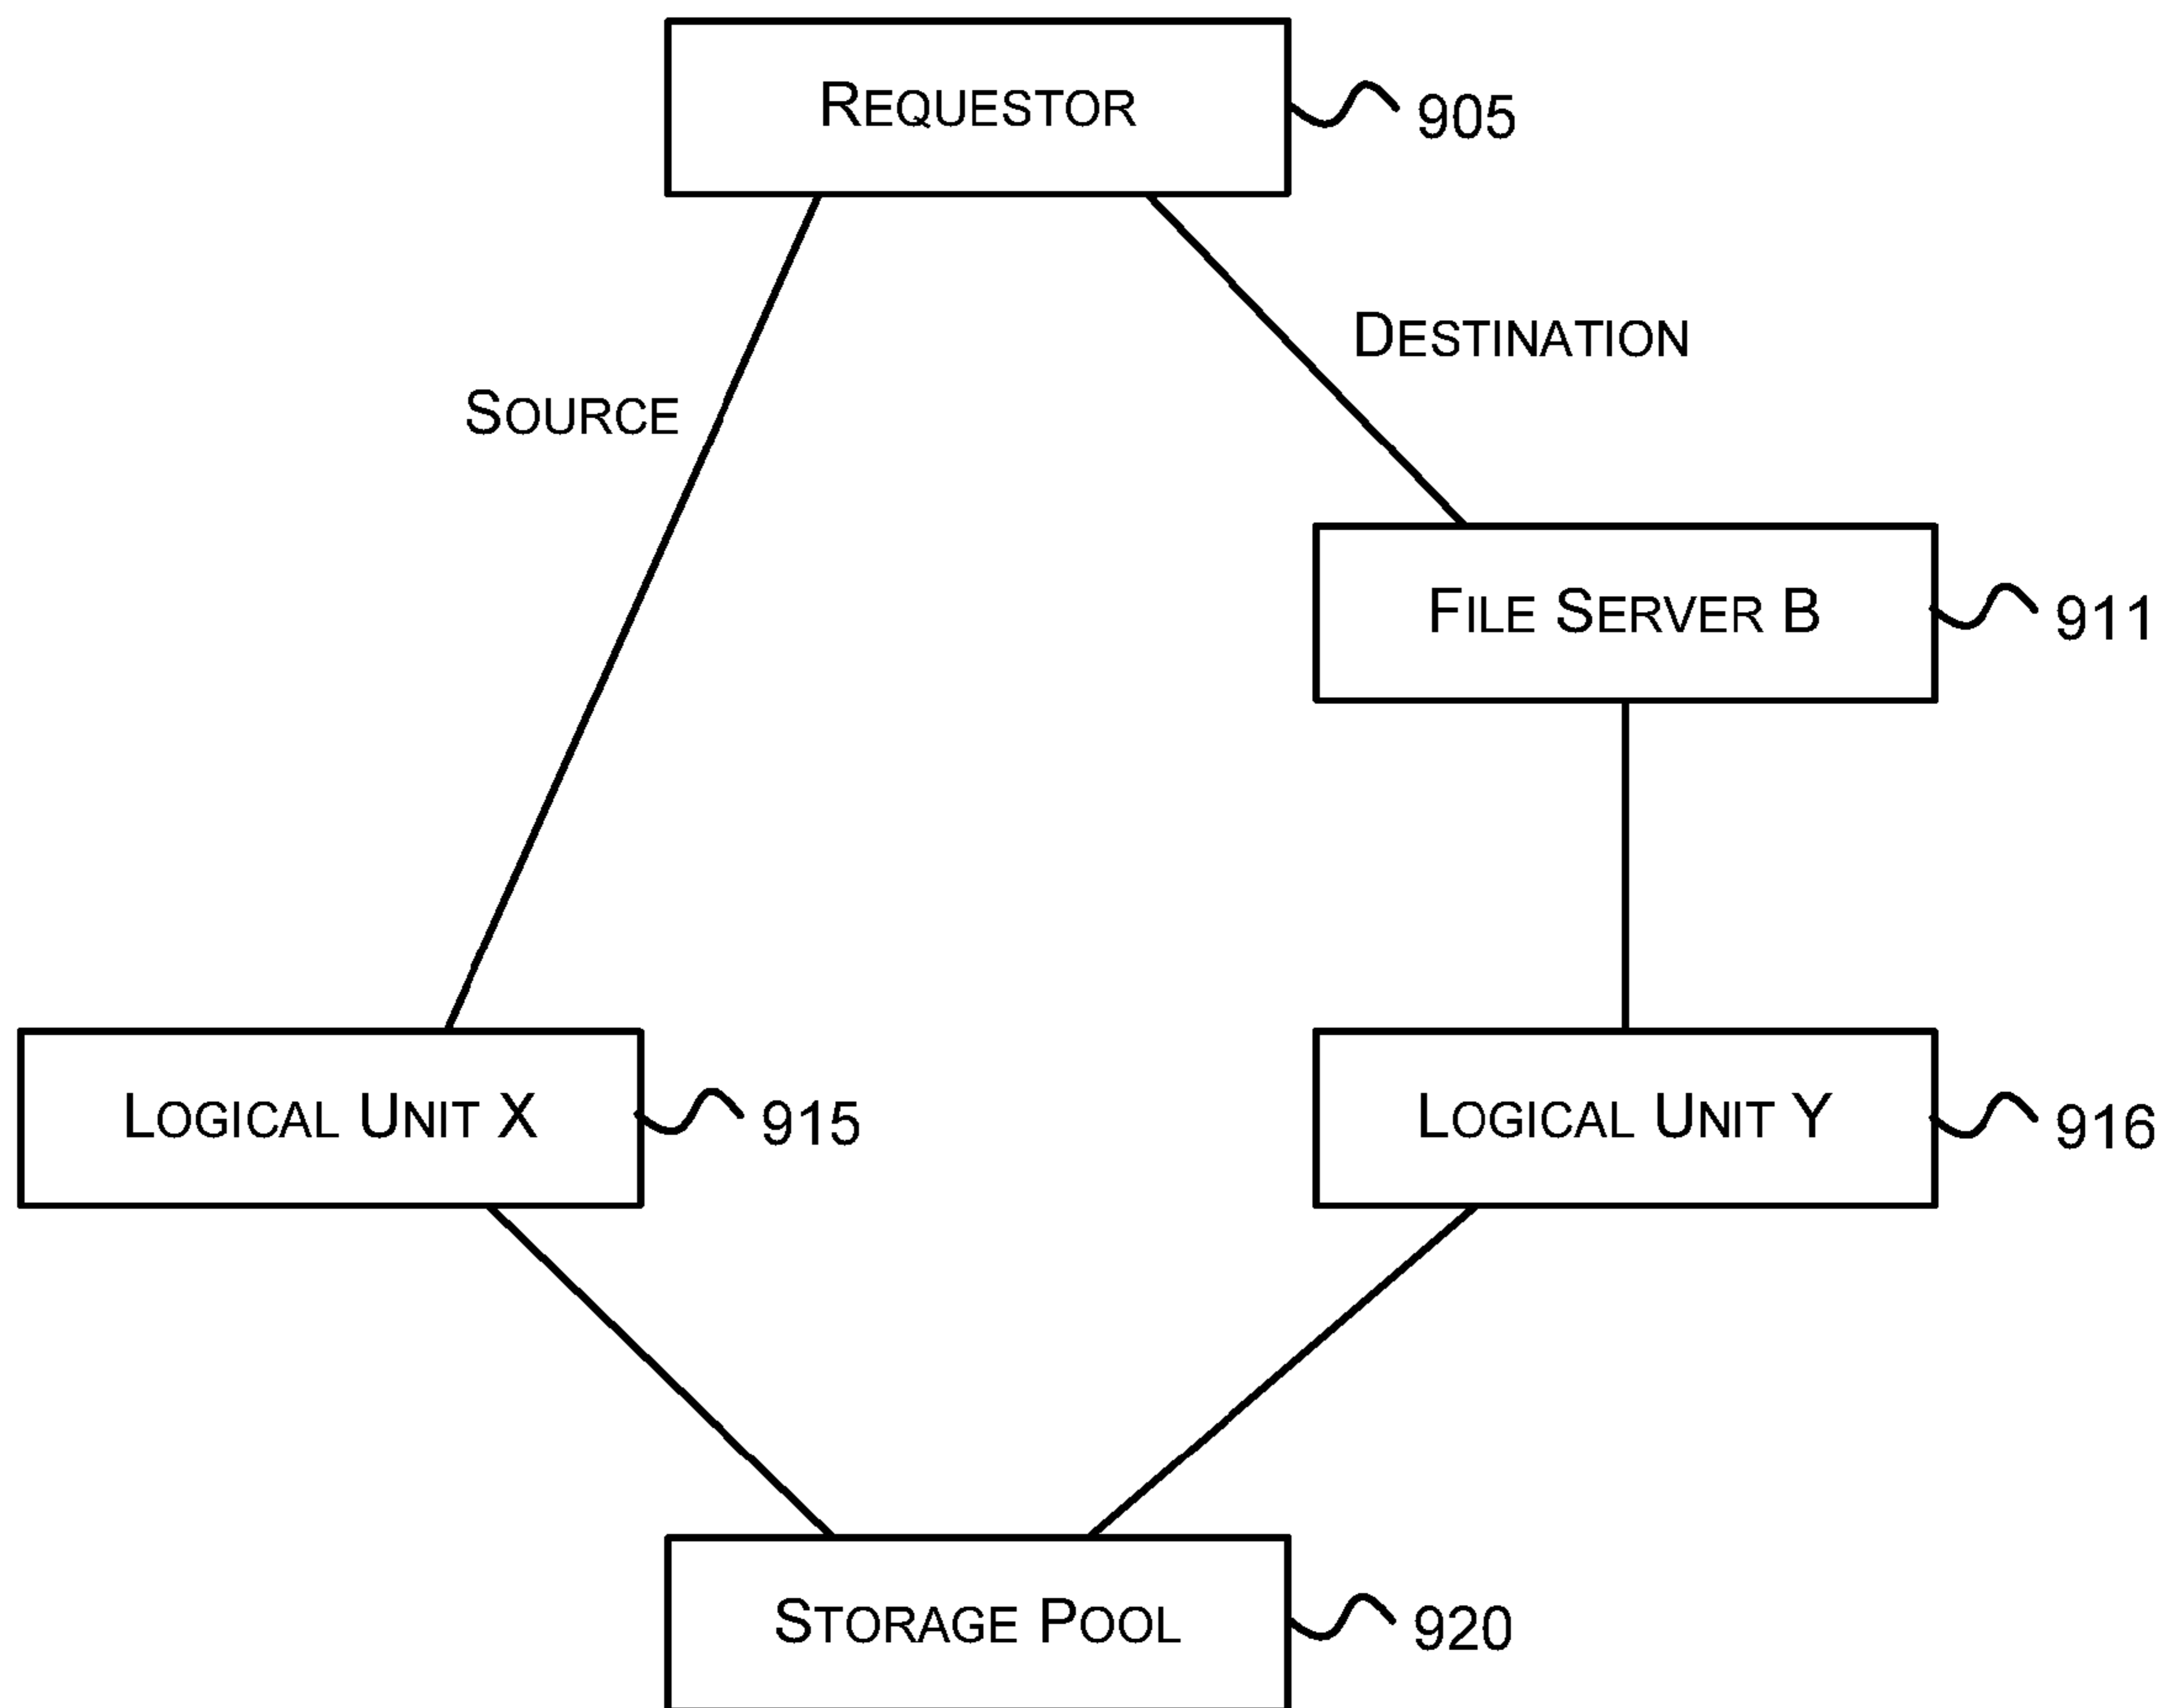 REQUESTOR
905
DESTINATION
SOURCE
FILE SERVER B
911
LOGICAL UNIT X
915
LOGICAL UNIT Y
916
STORAGE POOL
920